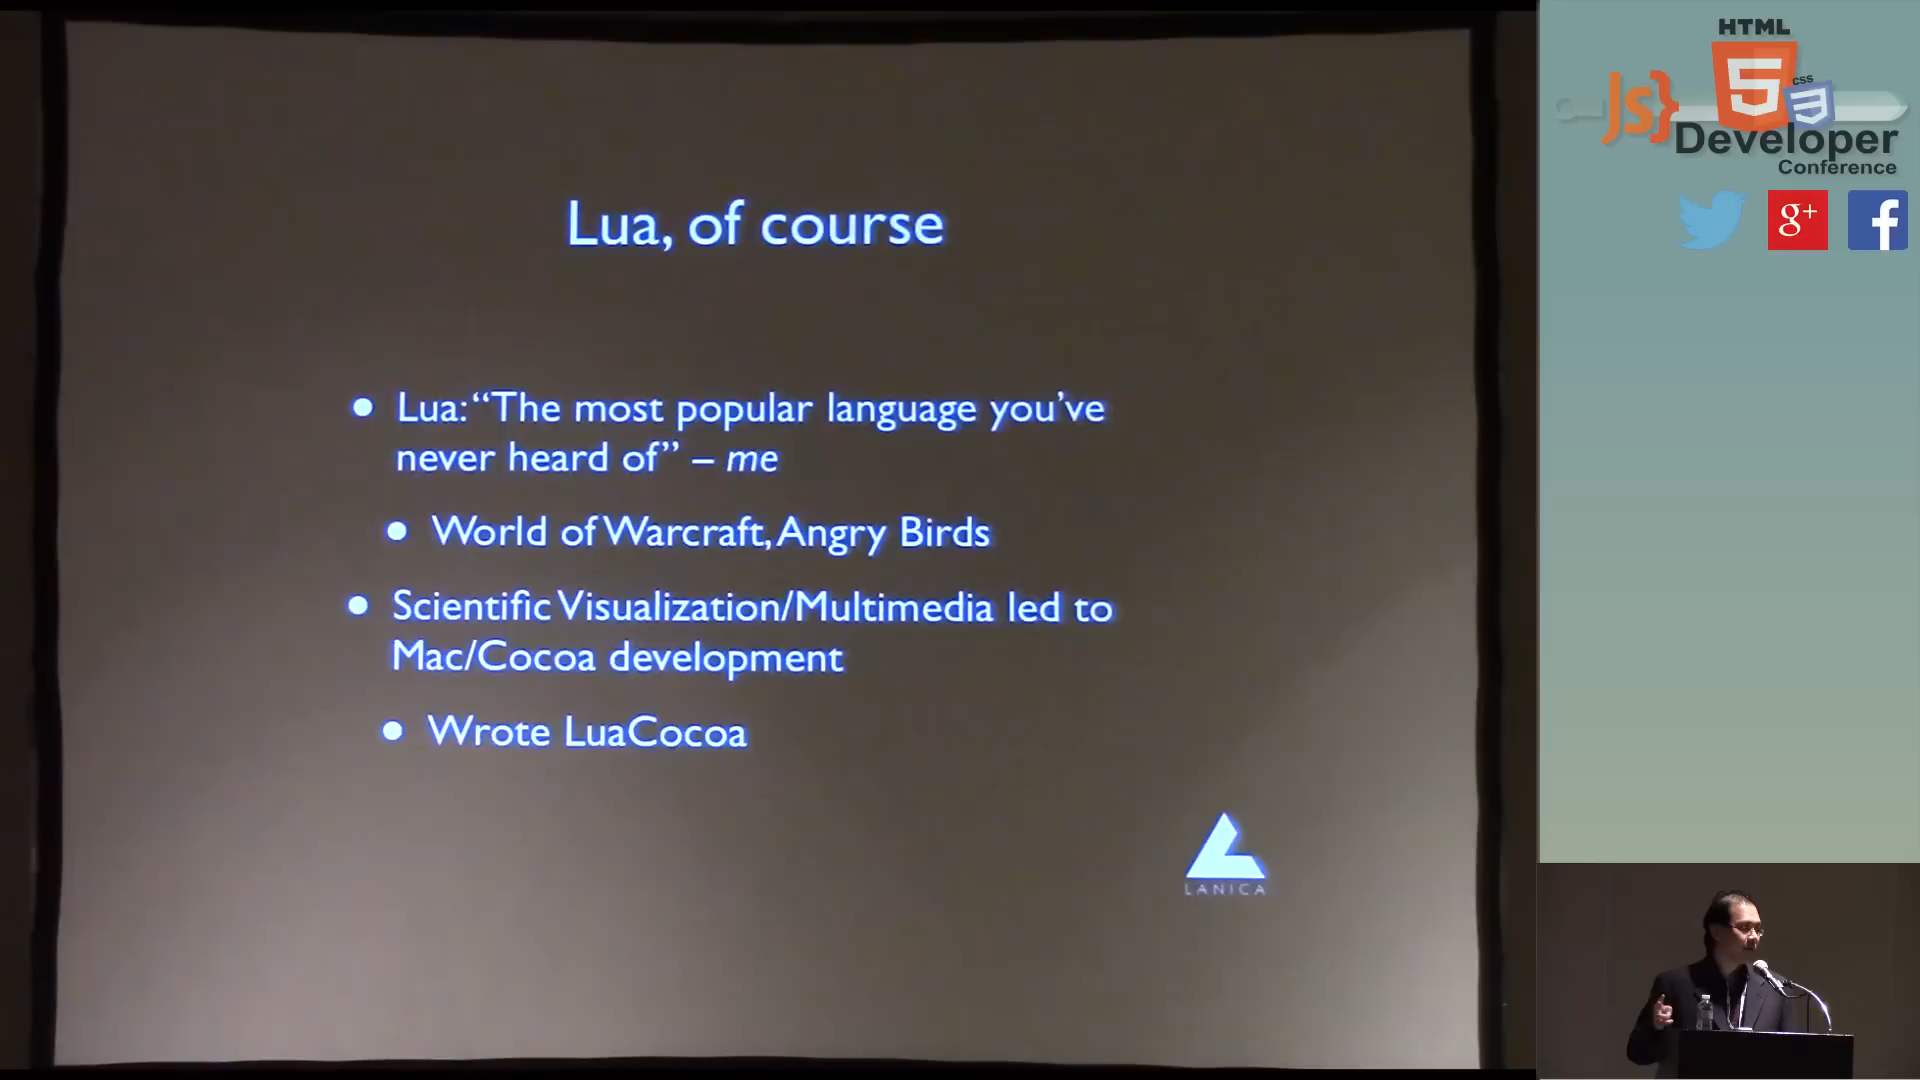 Lua, of course
• Lua: “The most popular language you’ve
never heard of” – me
• World of Warcraft, Angry Birds
• Scientific Visualization/Multimedia led to
Mac/Cocoa development
• Wrote LuaCocoa
LANICA
HTML
5
JS}
CSS
3
Developer
Conference
g+
f